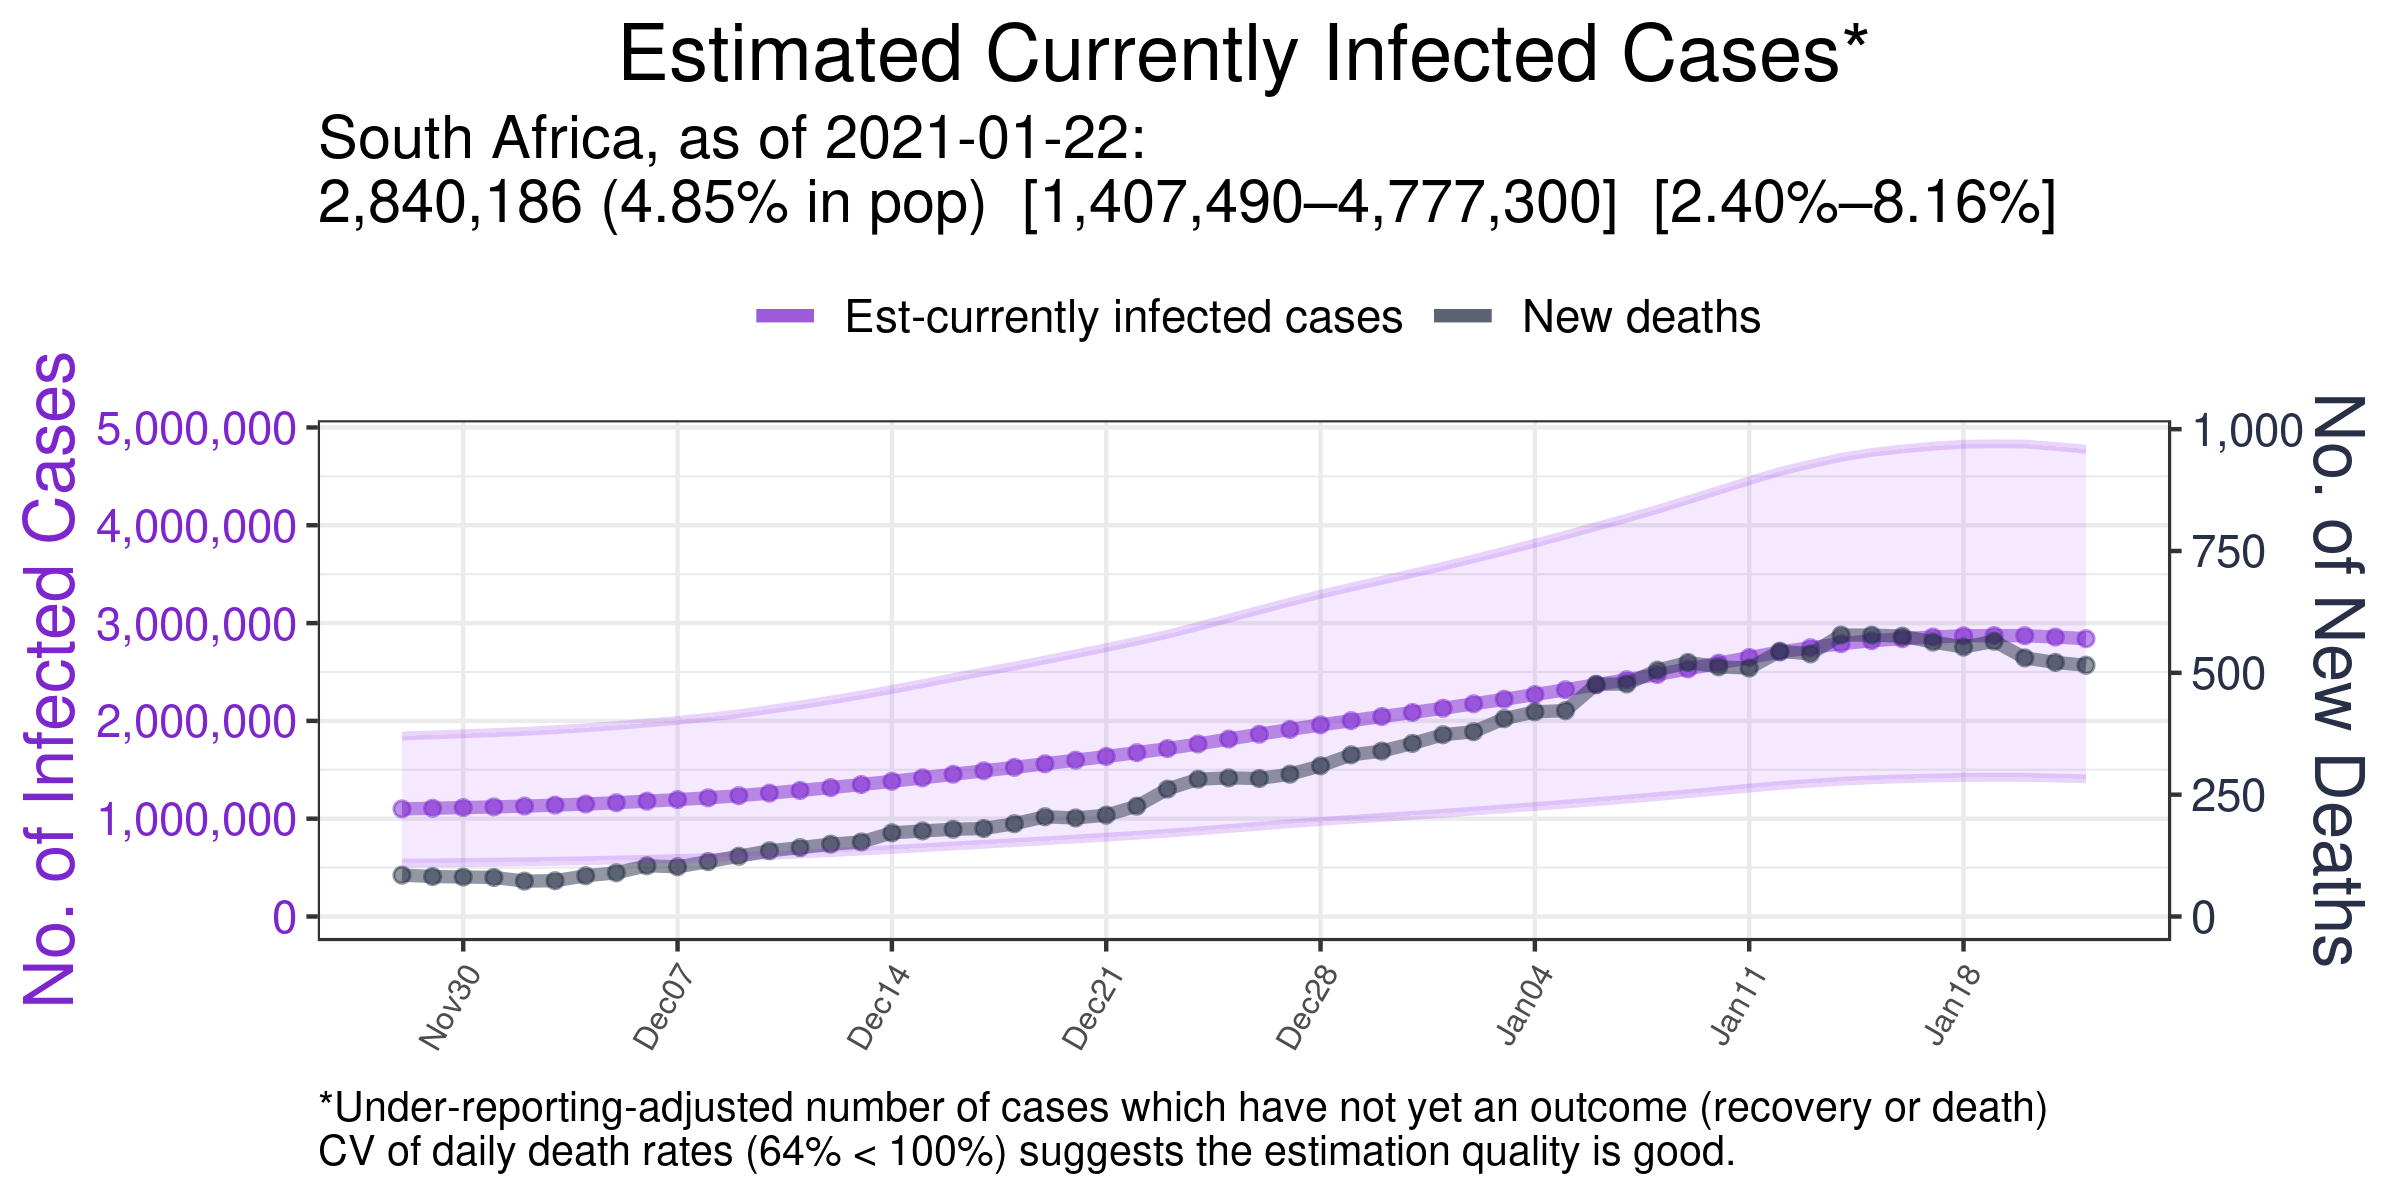 Estimated Currently Infected Cases*
South Africa, as of 2021-01-22:
2,840,186 (4.85% in pop) [1,407,490–4,777,300] [2.40%–8.16%]
Est-currently infected cases New deaths
No. of Infected Cases
5,000,000
4,000,000
3,000,000
2,000,000
1,000,000
0
1,000
750
500
250
0
No. of New Deaths
Nov30 Dec07 Dec14 Dec21 Dec28 Jan04 Jan11 Jan18
*Under-reporting-adjusted number of cases which have not yet an outcome (recovery or death)
CV of daily death rates (64% < 100%) suggests the estimation quality is good.